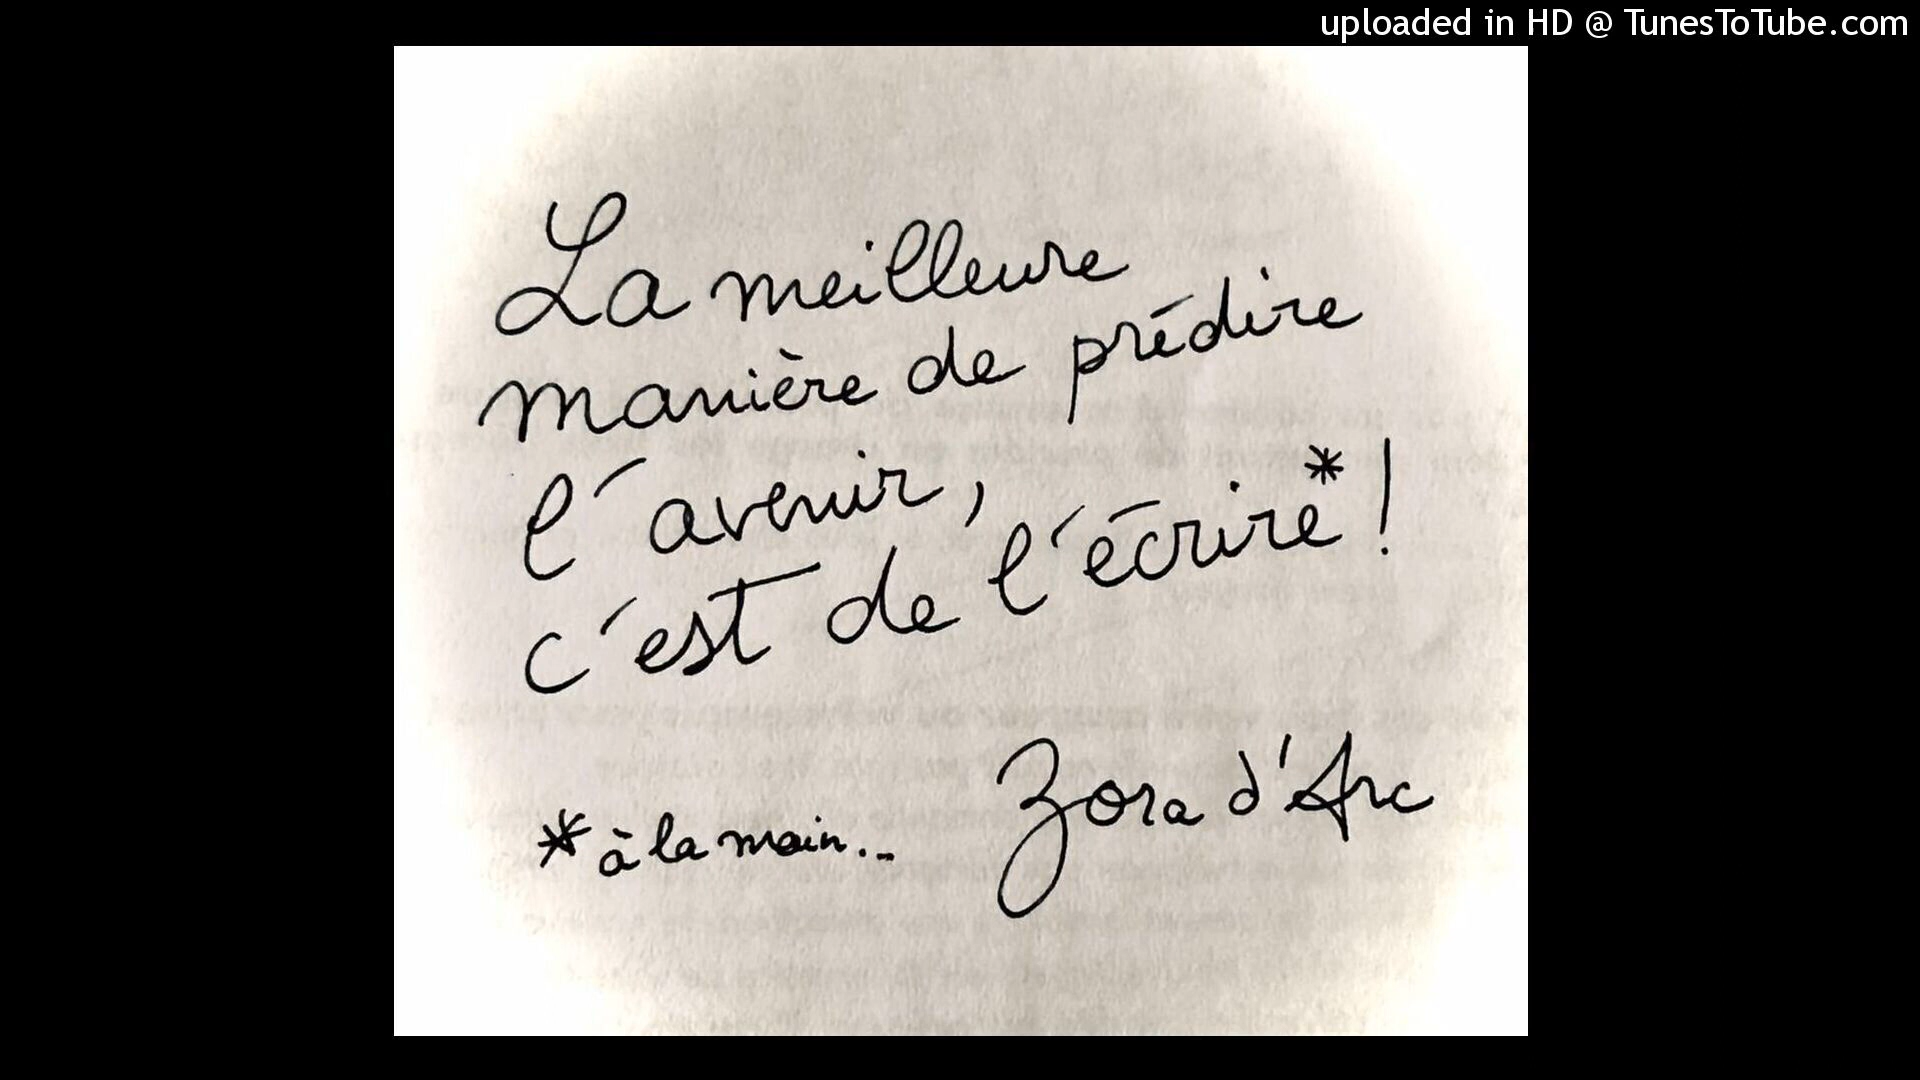 uploaded in HD @ TunesToTube.com
La meilleure
manière de prédire
l'avenir,
c'est de l'écrire*!
*à la main...
Zora d'Arc